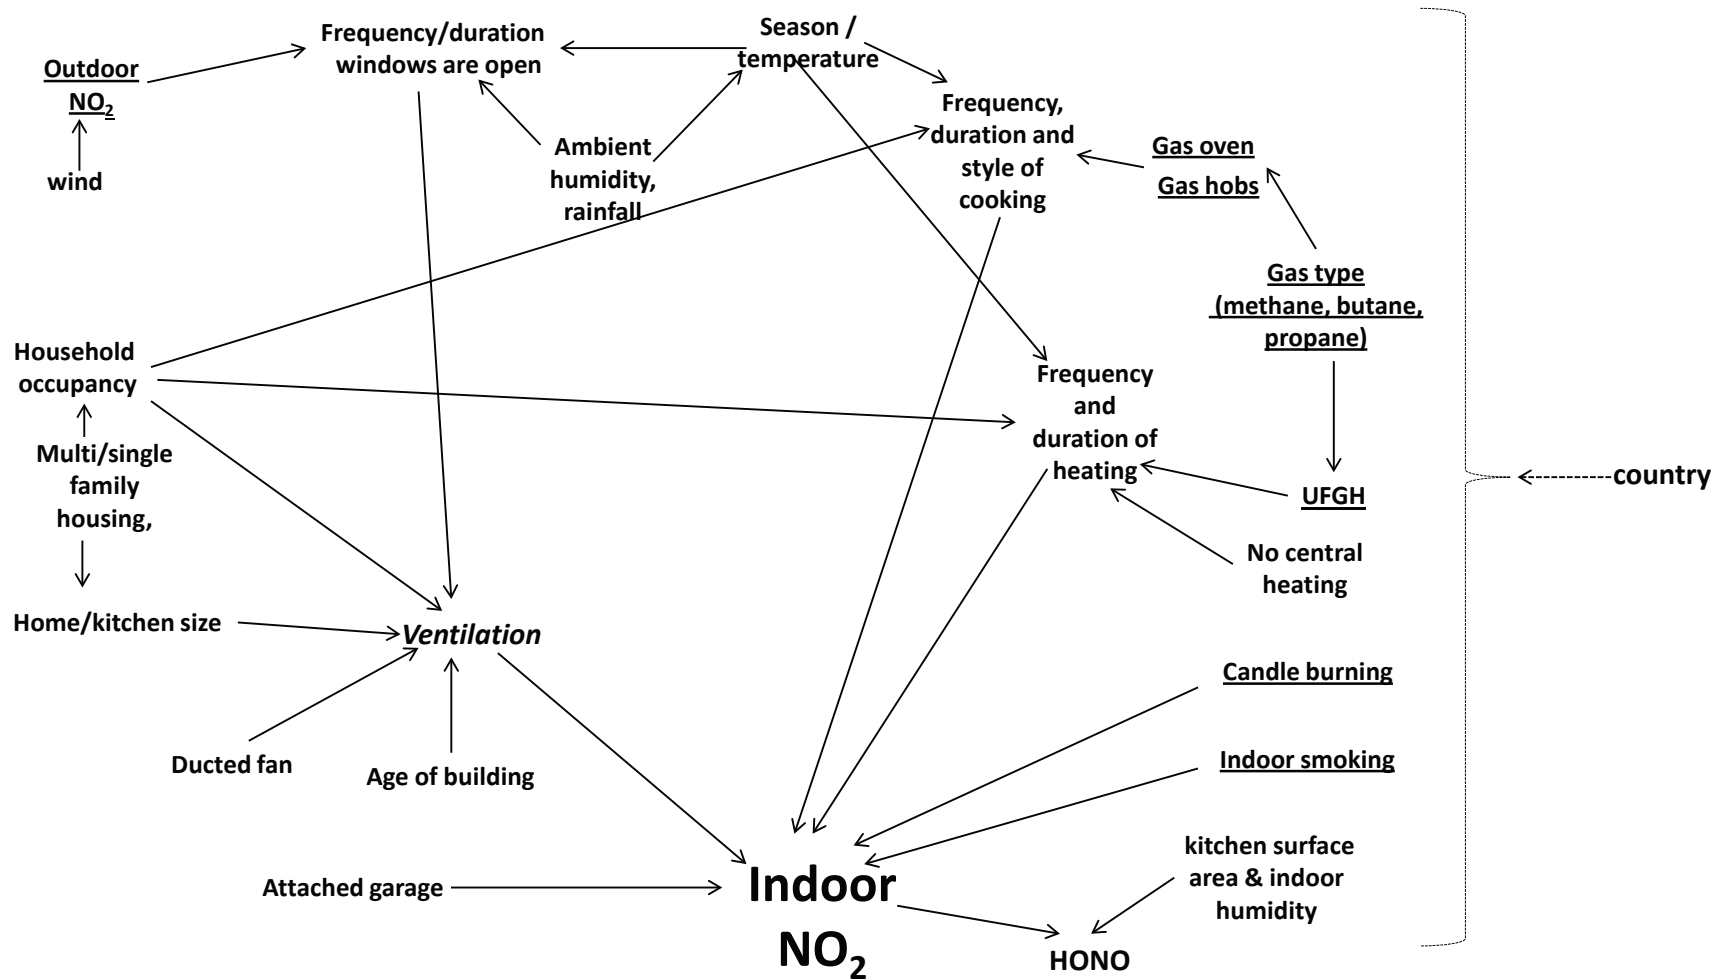 Outdoor
NO₂
wind
Frequency/duration
windows are open
Season /
temperature
Ambient
humidity,
rainfall
Frequency,
duration and
style of
cooking
Gas oven
Gas hobs
Gas type
(methane, butane,
propane)
Household
occupancy
Multi/single
family
housing,
Home/kitchen size
Frequency
and
duration of
heating
UFGH
No central
heating
country
Ventilation
Ducted fan
Age of building
Candle burning
Indoor smoking
Attached garage
Indoor
NO₂
kitchen surface
area & indoor
humidity
HONO